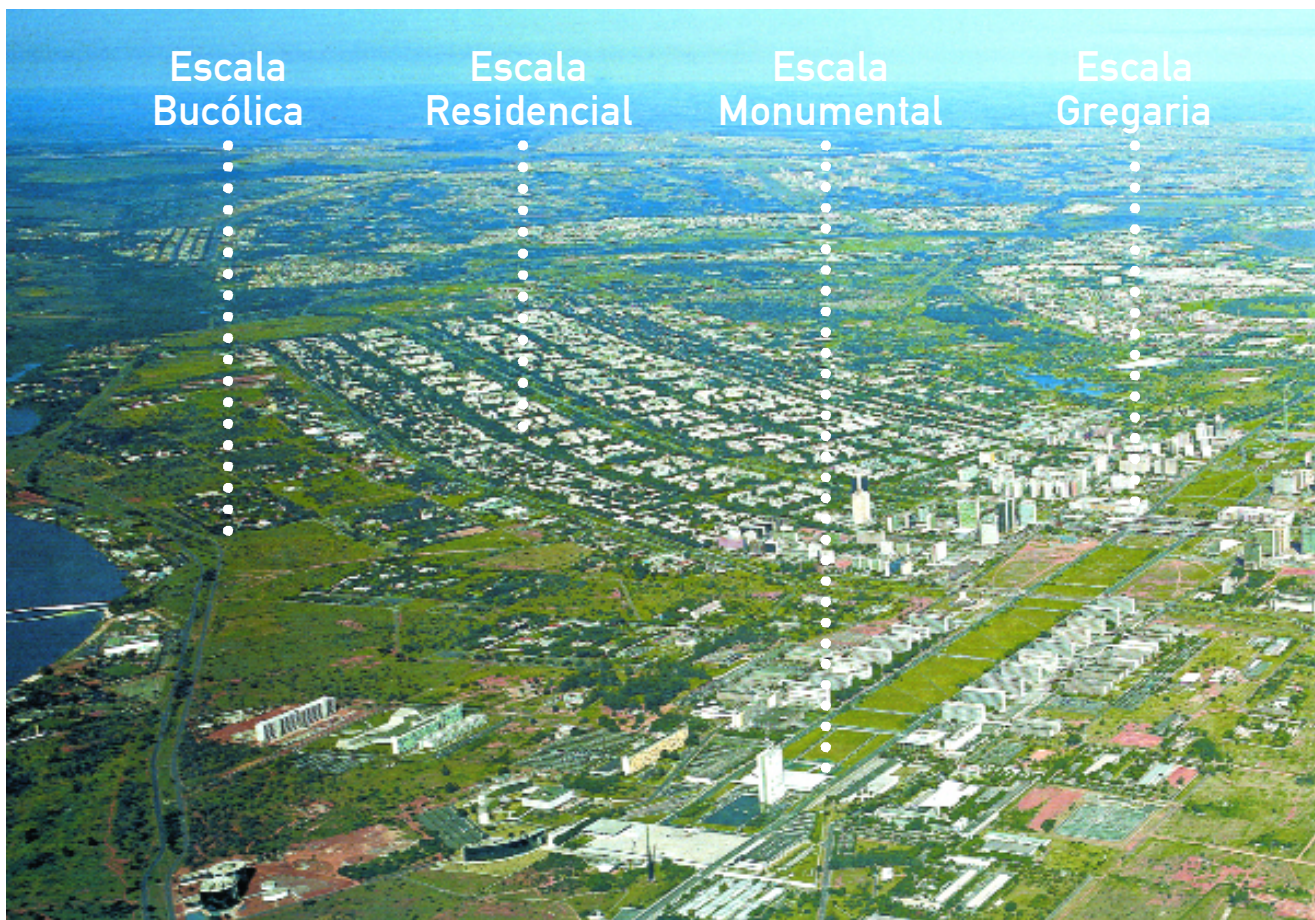 Escala
Bucólica
Escala
Residencial
Escala
Monumental
Escala
Gregaria